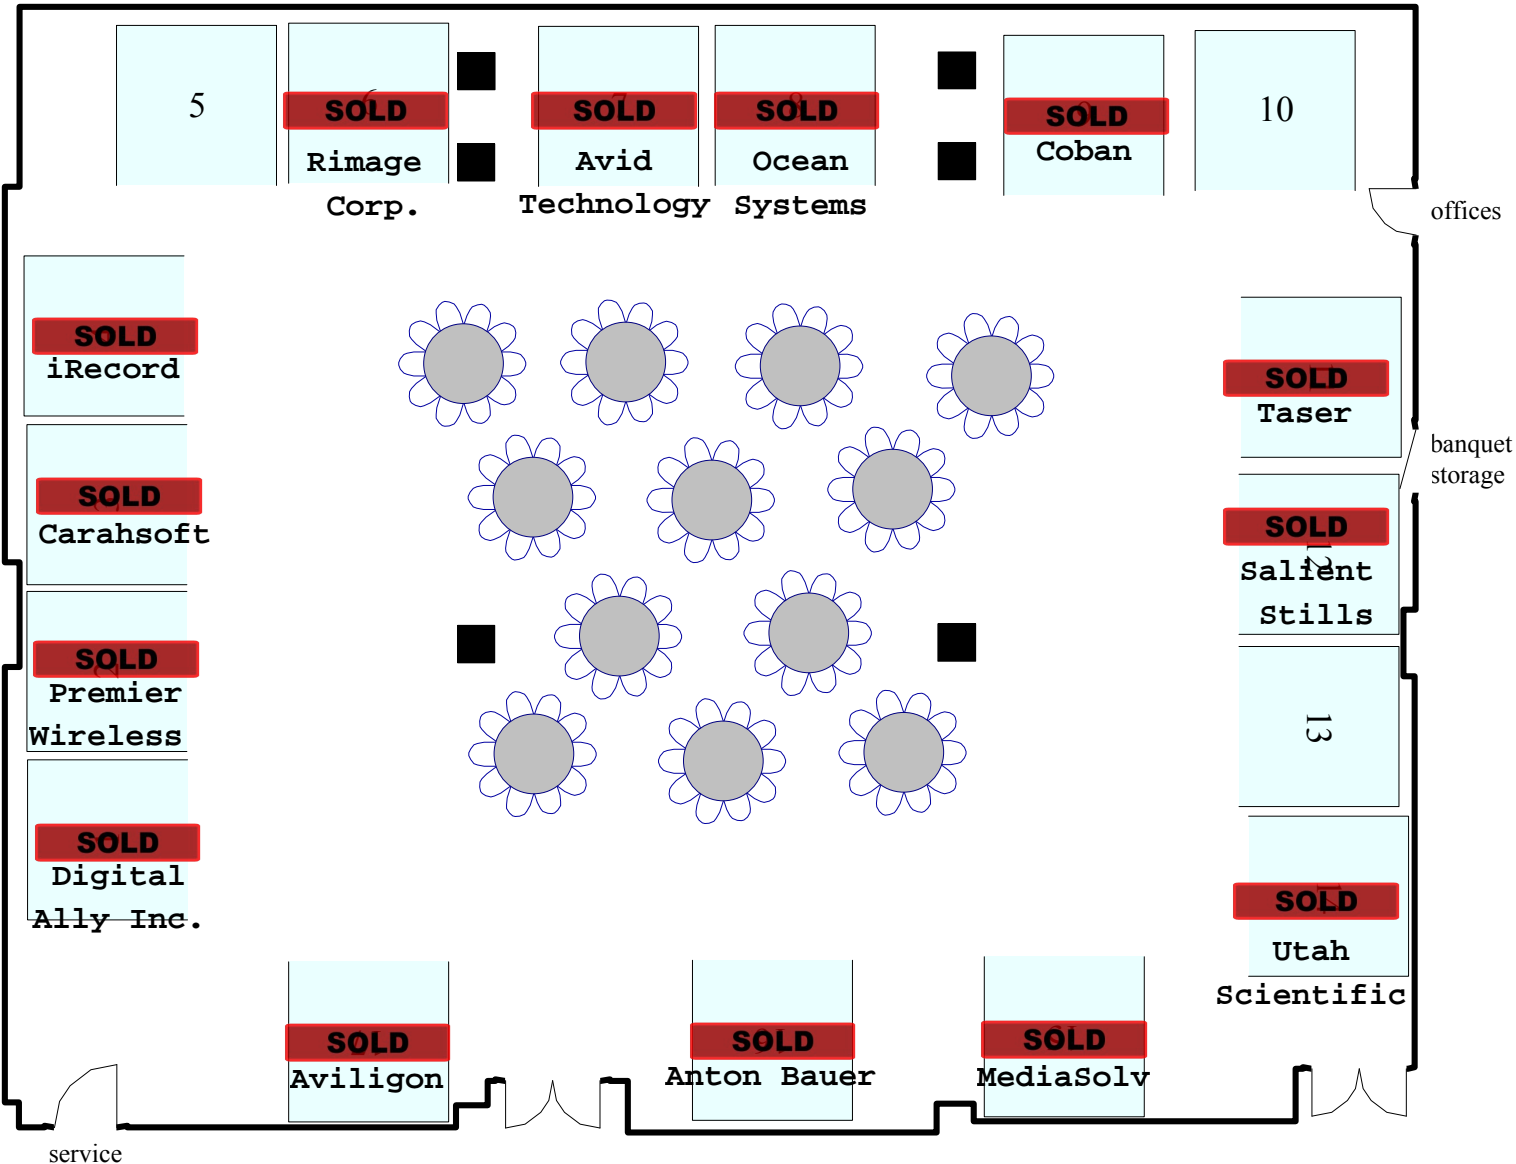 5
SOLD
Rimage
Corp.
SOLD
Avid
Technology
SOLD
Ocean
Systems
SOLD
Coban
10
offices
SOLD
iRecord
SOLD
Taser
banquet
storage
SOLD
Carahsoft
SOLD
12
Salient
Stills
SOLD
Premier
Wireless
13
SOLD
Digital
Ally Inc.
SOLD
Utah
Scientific
SOLD
Aviligon
SOLD
Anton Bauer
SOLD
MediaSolv
service